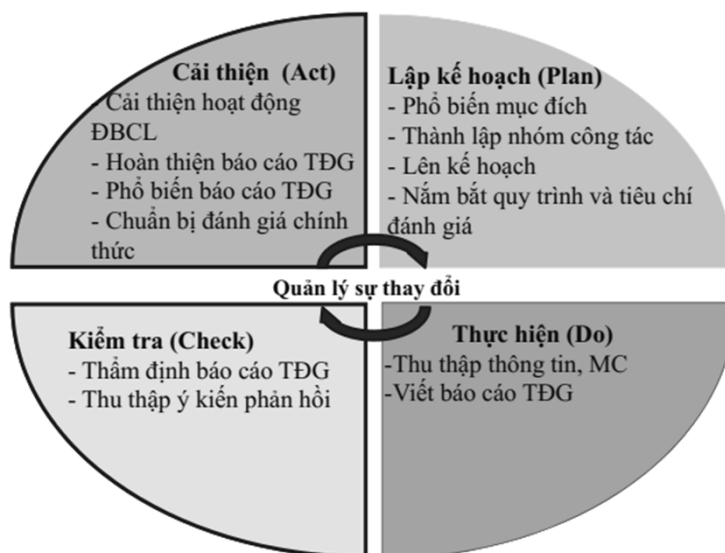 Cải thiện (Act)
- Cải thiện hoạt động
ĐBCL
- Hoàn thiện báo cáo TĐG
- Phổ biến báo cáo TĐG
- Chuẩn bị đánh giá chính
thức
Lập kế hoạch (Plan)
- Phổ biến mục đích
- Thành lập nhóm công tác
- Lên kế hoạch
- Nắm bắt quy trình và tiêu chí
đánh giá
Quản lý sự thay đổi
Kiểm tra (Check)
- Thẩm định báo cáo TĐG
- Thu thập ý kiến phản hồi
Thực hiện (Do)
-Thu thập thông tin, MC
-Viết báo cáo TĐG